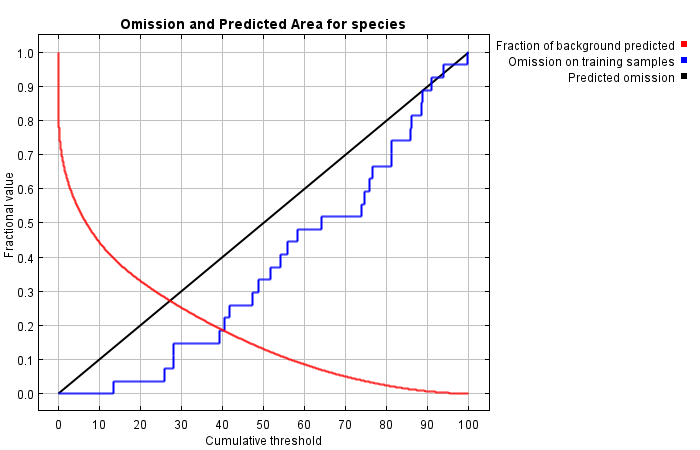 Omission and Predicted Area for species
Fraction of background predicted
Omission on training samples
Predicted omission
Fractional value
1.0
0.9
0.8
0.7
0.6
0.5
0.4
0.3
0.2
0.1
0.0
0 10 20 30 40 50 60 70 80 90 100
Cumulative threshold